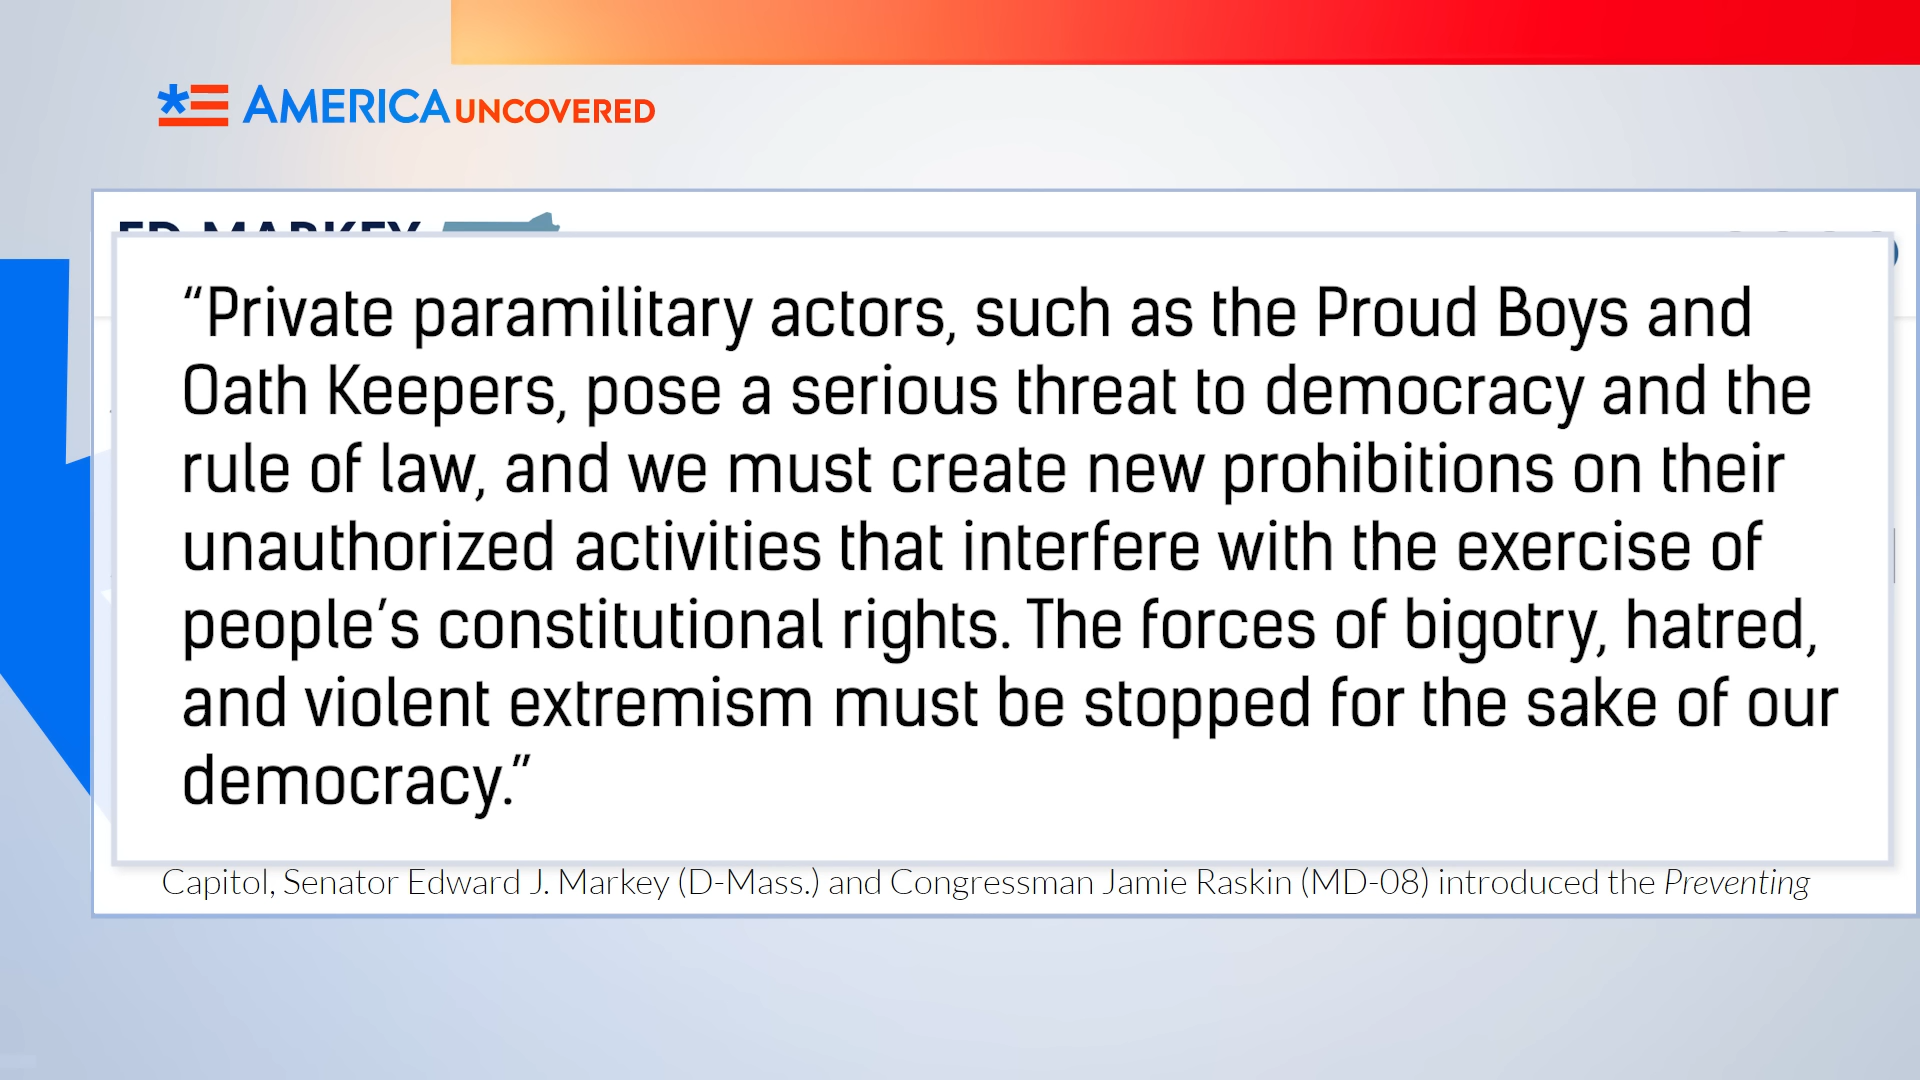 AMERICA UNCOVERED
ED MARKEY
“Private paramilitary actors, such as the Proud Boys and
Oath Keepers, pose a serious threat to democracy and the
rule of law, and we must create new prohibitions on their
unauthorized activities that interfere with the exercise of
people’s constitutional rights. The forces of bigotry, hatred,
and violent extremism must be stopped for the sake of our
democracy.”
Capitol, Senator Edward J. Markey (D-Mass.) and Congressman Jamie Raskin (MD-08) introduced the Preventing